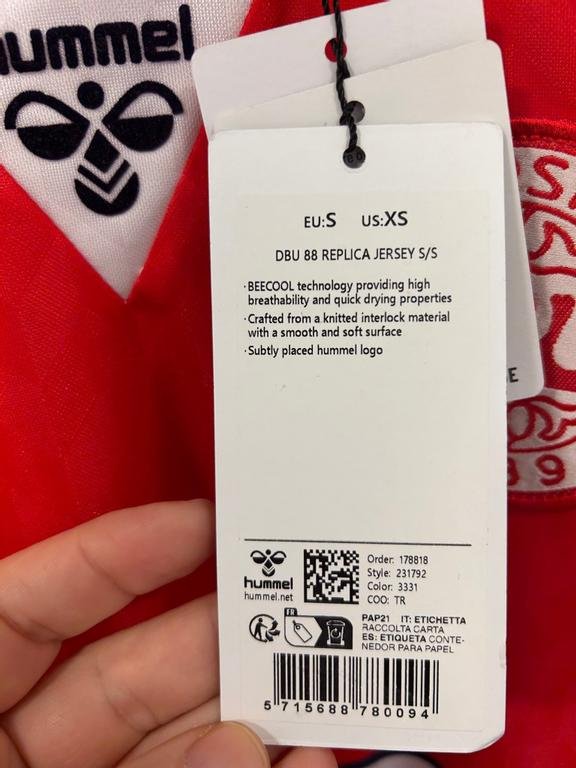 hummel
EU:S US:XS
DBU 88 REPLICA JERSEY S/S
·BEECOOL technology providing high
breathability and quick drying properties
·Crafted from a knitted interlock material
with a smooth and soft surface
·Subtly placed hummel logo
E
89
hummel
hummel.net
Order: 178818
Style: 231792
Color: 3331
COO: TR
FR
PAP21 IT: ETICHETTA
RACCOLTA CARTA
ES: ETIQUETA CONTE-
NEDOR PARA PAPEL
5 715688 780094